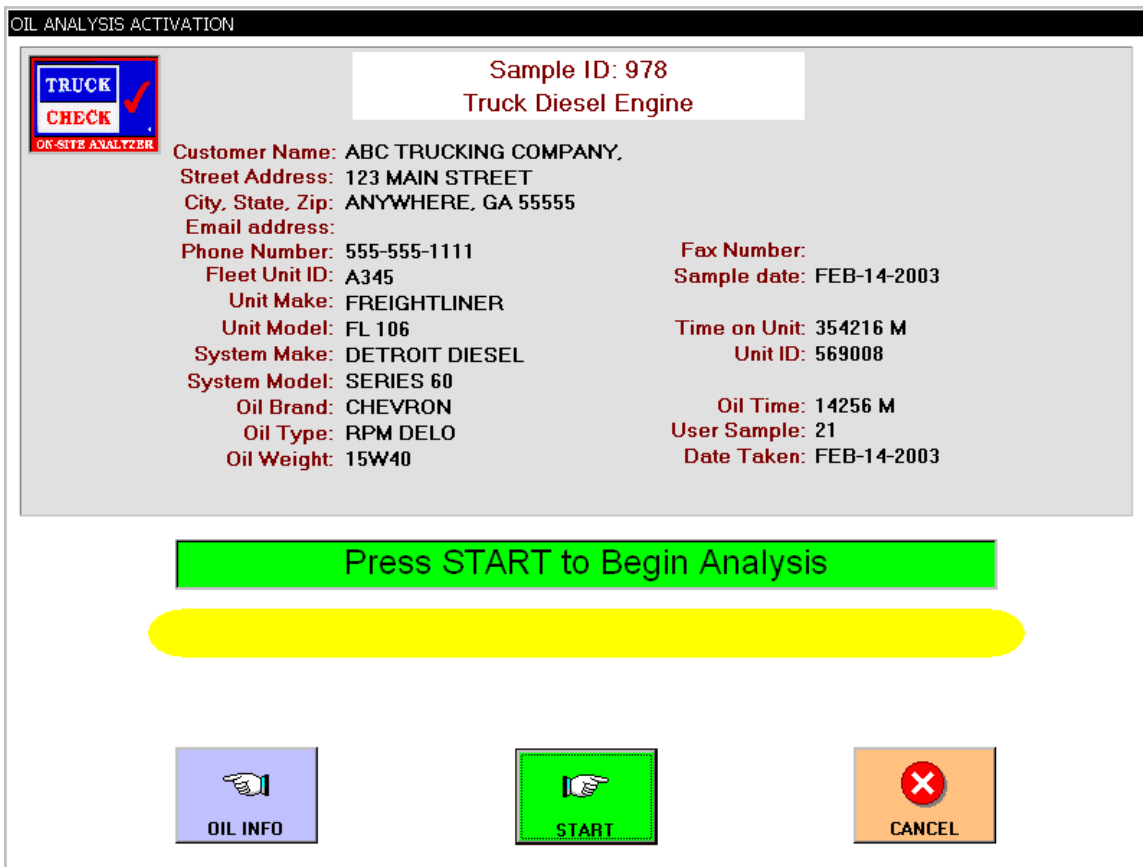 OIL ANALYSIS ACTIVATION
TRUCK
CHECK
ON-SITE ANALYZER
Sample ID: 978
Truck Diesel Engine
Customer Name: ABC TRUCKING COMPANY,
Street Address: 123 MAIN STREET
City, State, Zip: ANYWHERE, GA 55555
Email address:
Phone Number: 555-555-1111 Fax Number:
Fleet Unit ID: A345 Sample date: FEB-14-2003
Unit Make: FREIGHTLINER
Unit Model: FL 106 Time on Unit: 354216 M
System Make: DETROIT DIESEL Unit ID: 569008
System Model: SERIES 60
Oil Brand: CHEVRON Oil Time: 14256 M
Oil Type: RPM DELO User Sample: 21
Oil Weight: 15W40 Date Taken: FEB-14-2003
Press START to Begin Analysis
OIL INFO START CANCEL